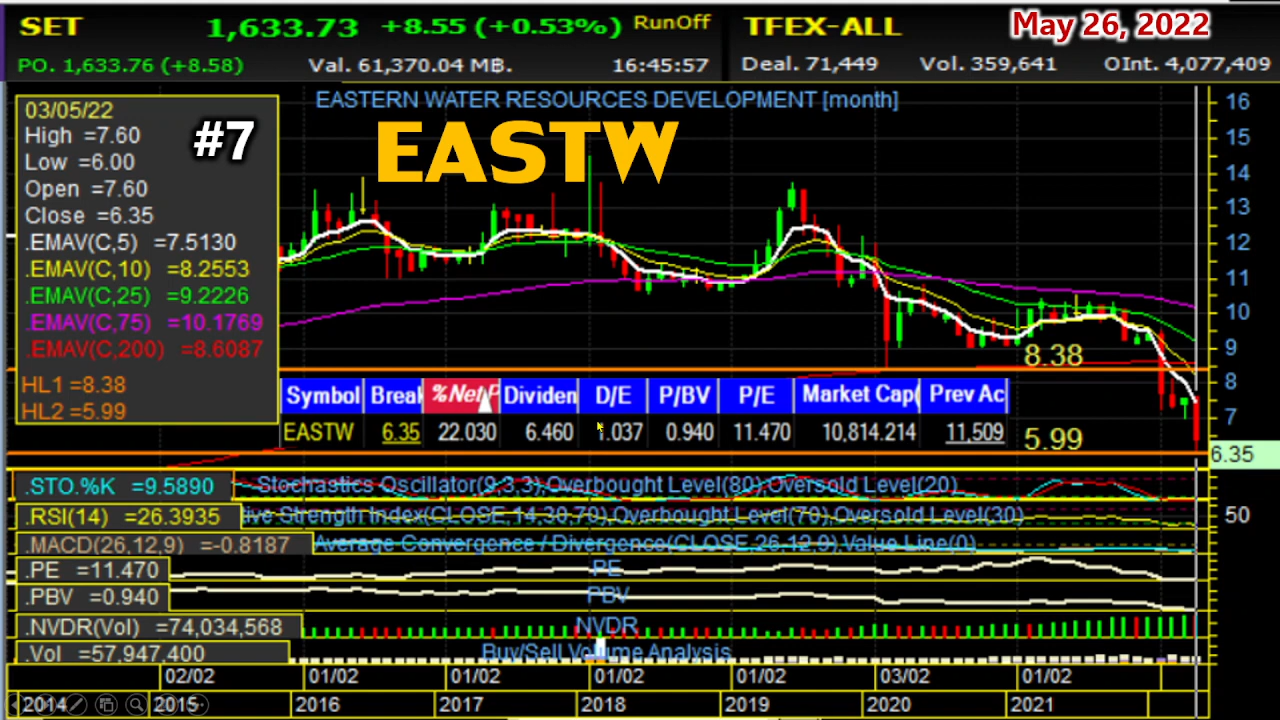 SET 1,633.73 +8.55 (+0.53%) RunOff TFEX-ALL May 26, 2022
PO. 1,633.76 (+8.58) Val. 61,370.04 MB. 16:45:57 Deal. 71,449 Vol. 359,641 OInt. 4,077,409
EASTERN WATER RESOURCES DEVELOPMENT [month]
EASTW
#7
03/05/22
High =7.60
Low =6.00
Open =7.60
Close =6.35
.EMAV(C,5) =7.5130
.EMAV(C,10) =8.2553
.EMAV(C,25) =9.2226
.EMAV(C,75) =10.1769
.EMAV(C,200) =8.6087
HL1 =8.38
HL2 =5.99
16
15
14
13
12
11
10
9
8
7
6.35
8.38
Symbol Break %Net P Dividen D/E P/BV P/E Market Cap( Prev Ac
EASTW 6.35 22.030 6.460 1.037 0.940 11.470 10,814.214 11,509
5.99
.STO.%K =9.5890 Stochastics Oscillator(9,3,3),Overbought Level(80),Oversold Level(20)
.RSI(14) =26.3935 ive Strength Index(CLOSE,14,30,70),Overbought Level(70),Oversold Level(30) 50
.MACD(26,12,9) =-0.8187 Average Convergence / Divergence(CLOSE,26,12,9) Value Line(0)
.PE =11.470 PE
.PBV =0.940 PBV
.NVDR(Vol) =74,034,568 NVDR
.Vol =57,947,400 Buy/Sell Volume Analysis
02/02 01/02 01/02 01/02 01/02 03/02 01/02
2014 2015 2016 2017 2018 2019 2020 2021